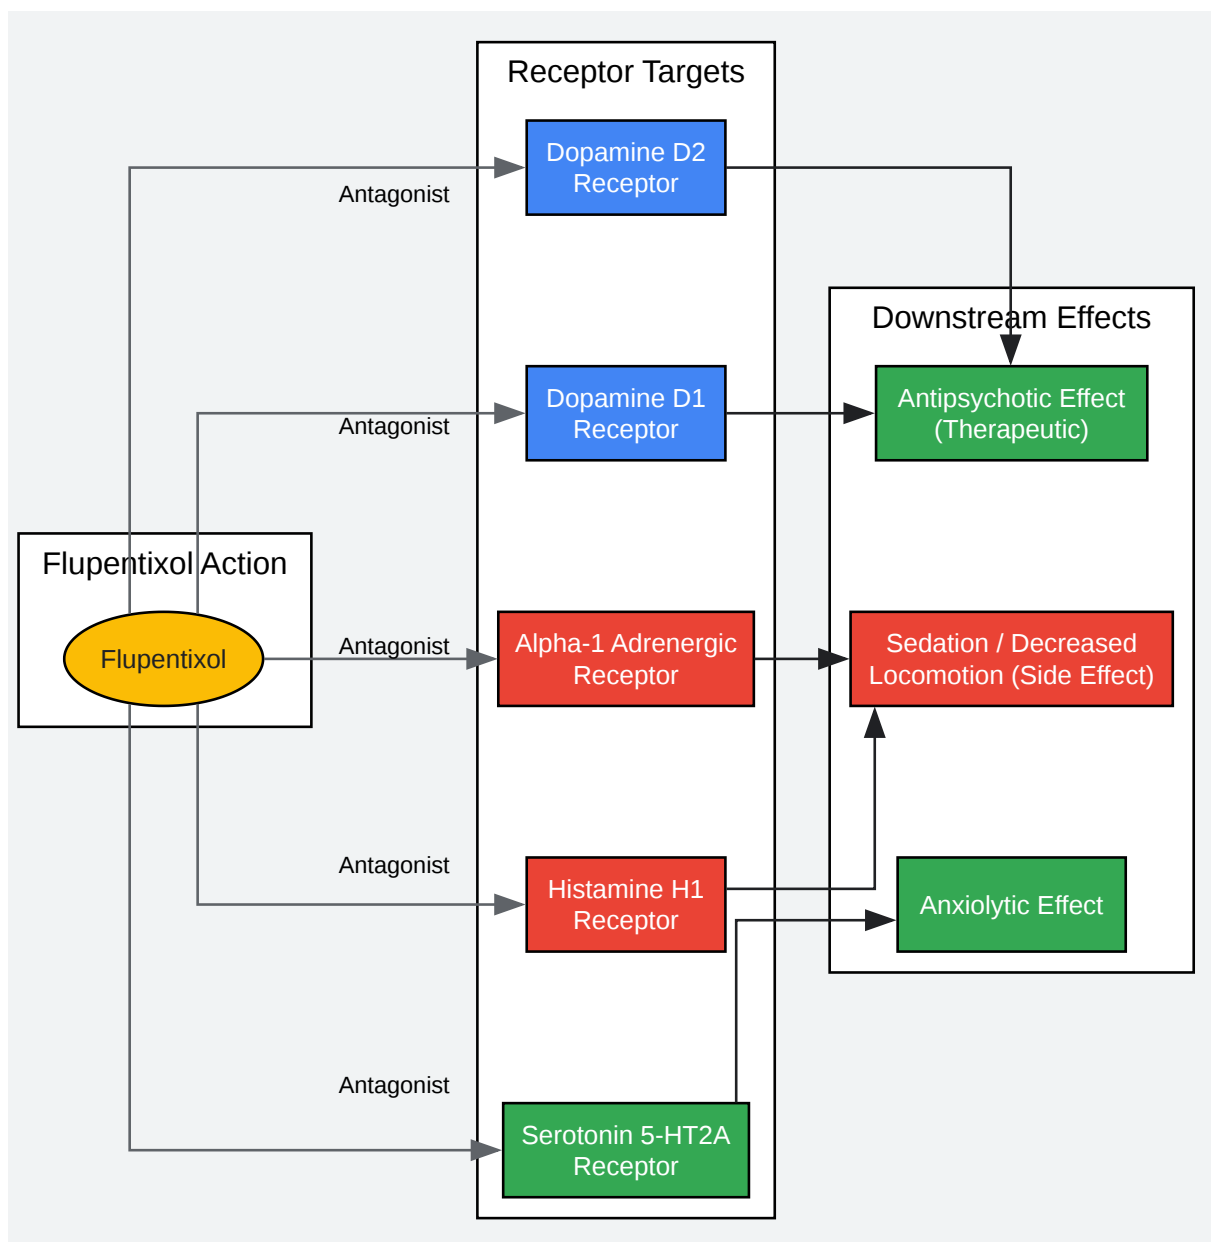 Receptor Targets
Dopamine D2
Receptor
Antagonist
Downstream Effects
Dopamine D1
Receptor
Antagonist
Antipsychotic Effect
(Therapeutic)
Flupentixol Action
Flupentixol
Antagonist
Alpha-1 Adrenergic
Receptor
Sedation / Decreased
Locomotion (Side Effect)
Antagonist
Histamine H1
Receptor
Anxiolytic Effect
Antagonist
Serotonin 5-HT2A
Receptor